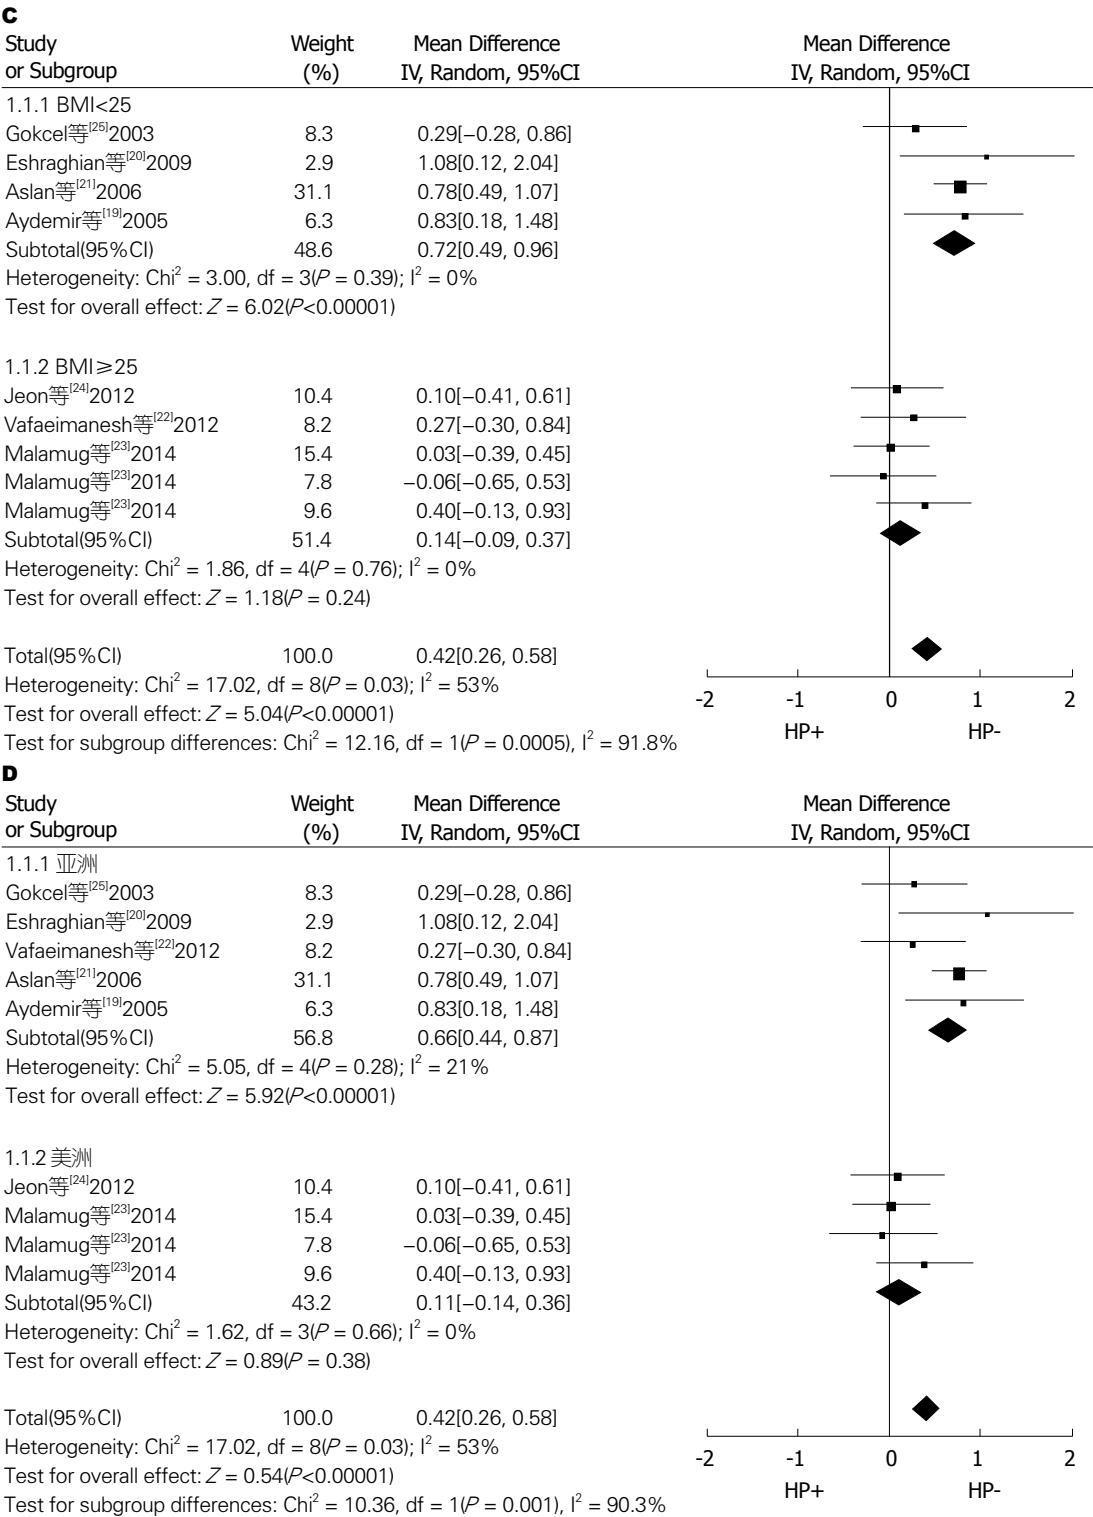 C
Study Weight Mean Difference Mean Difference
or Subgroup (%) IV, Random, 95%CI IV, Random, 95%CI
1.1.1 BMI<25
Gokcel等[25]2003 8.3 0.29[−0.28, 0.86]
Eshraghian等[20]2009 2.9 1.08[0.12, 2.04]
Aslan等[21]2006 31.1 0.78[0.49, 1.07]
Aydemir等[19]2005 6.3 0.83[0.18, 1.48]
Subtotal(95%CI) 48.6 0.72[0.49, 0.96]
Heterogeneity: Chi2 = 3.00, df = 3(P = 0.39); I2 = 0%
Test for overall effect: Z = 6.02(P<0.00001)
1.1.2 BMI≥25
Jeon等[24]2012 10.4 0.10[−0.41, 0.61]
Vafaeimanesh等[22]2012 8.2 0.27[−0.30, 0.84]
Malamug等[23]2014 15.4 0.03[−0.39, 0.45]
Malamug等[23]2014 7.8 −0.06[−0.65, 0.53]
Malamug等[23]2014 9.6 0.40[−0.13, 0.93]
Subtotal(95%CI) 51.4 0.14[−0.09, 0.37]
Heterogeneity: Chi2 = 1.86, df = 4(P = 0.76); I2 = 0%
Test for overall effect: Z = 1.18(P = 0.24)
Total(95%CI) 100.0 0.42[0.26, 0.58]
Heterogeneity: Chi2 = 17.02, df = 8(P = 0.03); I2 = 53%
-2 -1 0 1 2
Test for overall effect: Z = 5.04(P<0.00001)
HP+ HP-
Test for subgroup differences: Chi2 = 12.16, df = 1(P = 0.0005), I2 = 91.8%
D
Study Weight Mean Difference Mean Difference
or Subgroup (%) IV, Random, 95%CI IV, Random, 95%CI
1.1.1 亚洲
Gokcel等[25]2003 8.3 0.29[−0.28, 0.86]
Eshraghian等[20]2009 2.9 1.08[0.12, 2.04]
Vafaeimanesh等[22]2012 8.2 0.27[−0.30, 0.84]
Aslan等[21]2006 31.1 0.78[0.49, 1.07]
Aydemir等[19]2005 6.3 0.83[0.18, 1.48]
Subtotal(95%CI) 56.8 0.66[0.44, 0.87]
Heterogeneity: Chi2 = 5.05, df = 4(P = 0.28); I2 = 21%
Test for overall effect: Z = 5.92(P<0.00001)
1.1.2 美洲
Jeon等[24]2012 10.4 0.10[−0.41, 0.61]
Malamug等[23]2014 15.4 0.03[−0.39, 0.45]
Malamug等[23]2014 7.8 −0.06[−0.65, 0.53]
Malamug等[23]2014 9.6 0.40[−0.13, 0.93]
Subtotal(95%CI) 43.2 0.11[−0.14, 0.36]
Heterogeneity: Chi2 = 1.62, df = 3(P = 0.66); I2 = 0%
Test for overall effect: Z = 0.89(P = 0.38)
Total(95%CI) 100.0 0.42[0.26, 0.58]
Heterogeneity: Chi2 = 17.02, df = 8(P = 0.03); I2 = 53%
-2 -1 0 1 2
Test for overall effect: Z = 0.54(P<0.00001)
HP+ HP-
Test for subgroup differences: Chi2 = 10.36, df = 1(P = 0.001), I2 = 90.3%